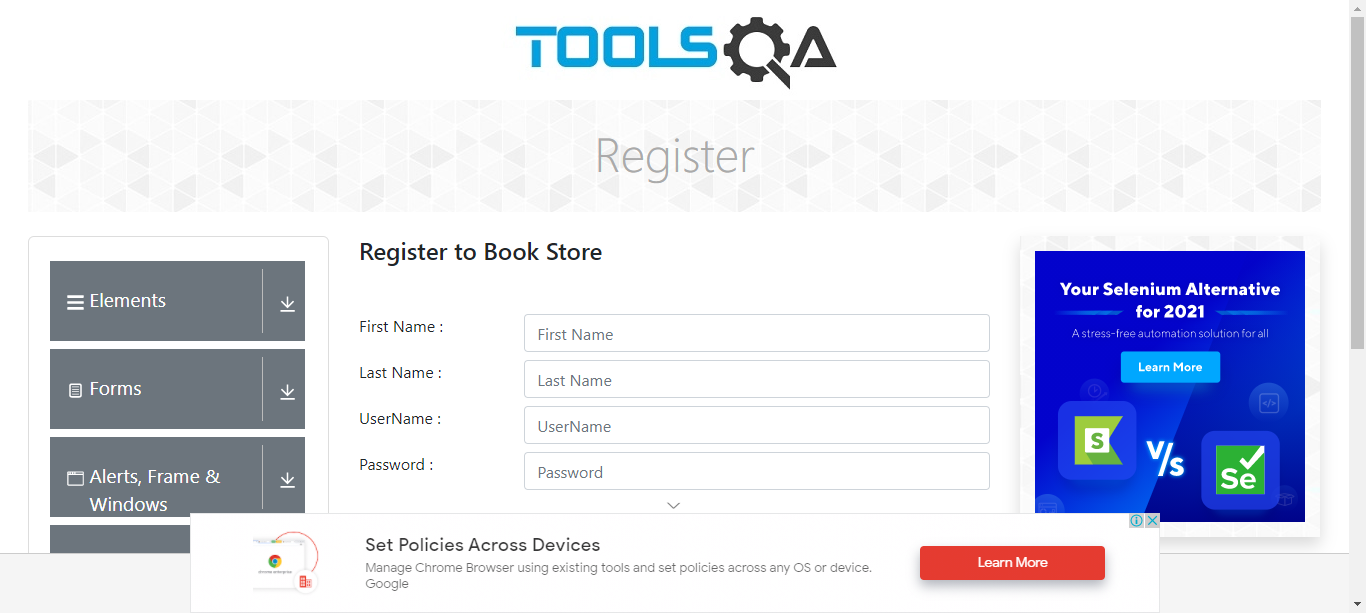 TOOLSQA
Register
Elements
Forms
Alerts, Frame &
Windows
Register to Book Store
First Name :
First Name
Last Name :
Last Name
UserName :
UserName
Password :
Password
Your Selenium Alternative
for 2021
A stress-free automation solution for all
Learn More
</>
S
V/s
Se
Set Policies Across Devices
Manage Chrome Browser using existing tools and set policies across any OS or device.
Google
Learn More